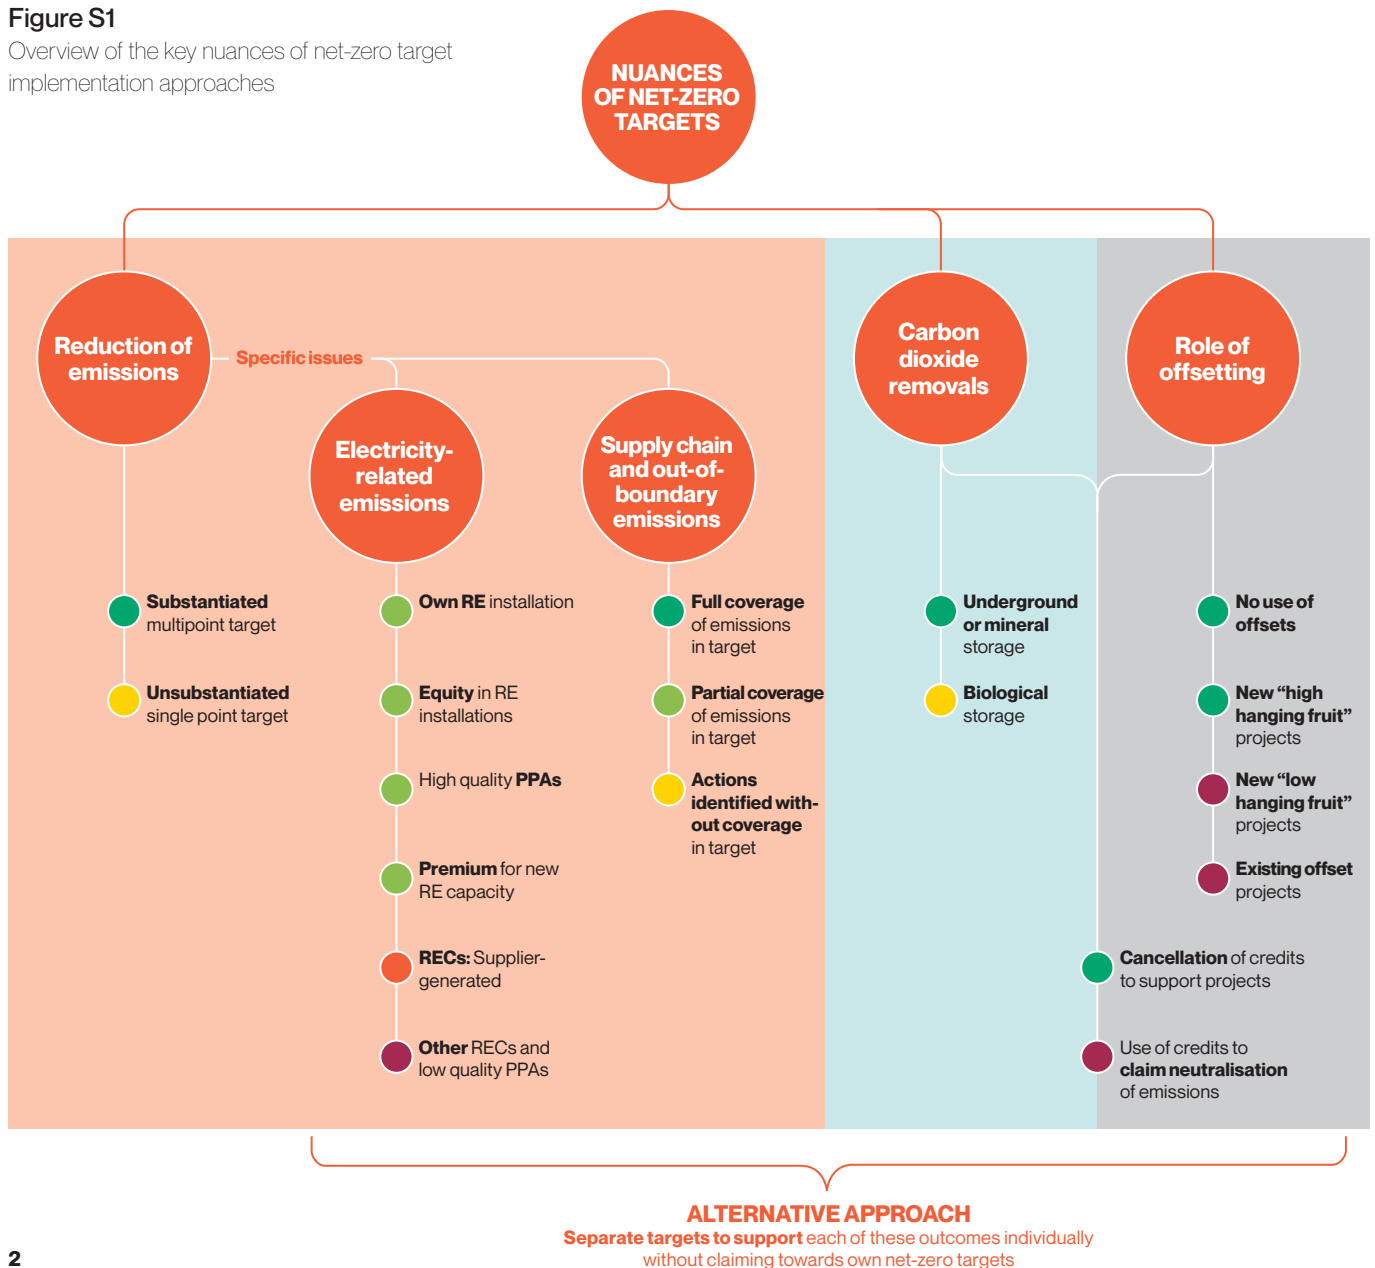 Figure S1
Overview of the key nuances of net-zero target
implementation approaches
NUANCES
OF NET-ZERO
TARGETS
Reduction of
emissions
Specific issues
Electricity-
related
emissions
Supply chain
and out-of-
boundary
emissions
Carbon
dioxide
removals
Role of
offsetting
Substantiated
multipoint target
Unsubstantiated
single point target
Own RE installation
Equity in RE
installations
High quality PPAs
Premium for new
RE capacity
RECs: Supplier-
generated
Other RECs and
low quality PPAs
Full coverage
of emissions
in target
Partial coverage
of emissions
in target
Actions
identified with-
out coverage
in target
Underground
or mineral
storage
Biological
storage
No use of
offsets
New “high
hanging fruit”
projects
New “low
hanging fruit”
projects
Existing offset
projects
Cancellation of credits
to support projects
Use of credits to
claim neutralisation
of emissions
ALTERNATIVE APPROACH
Separate targets to support each of these outcomes individually
without claiming towards own net-zero targets
2